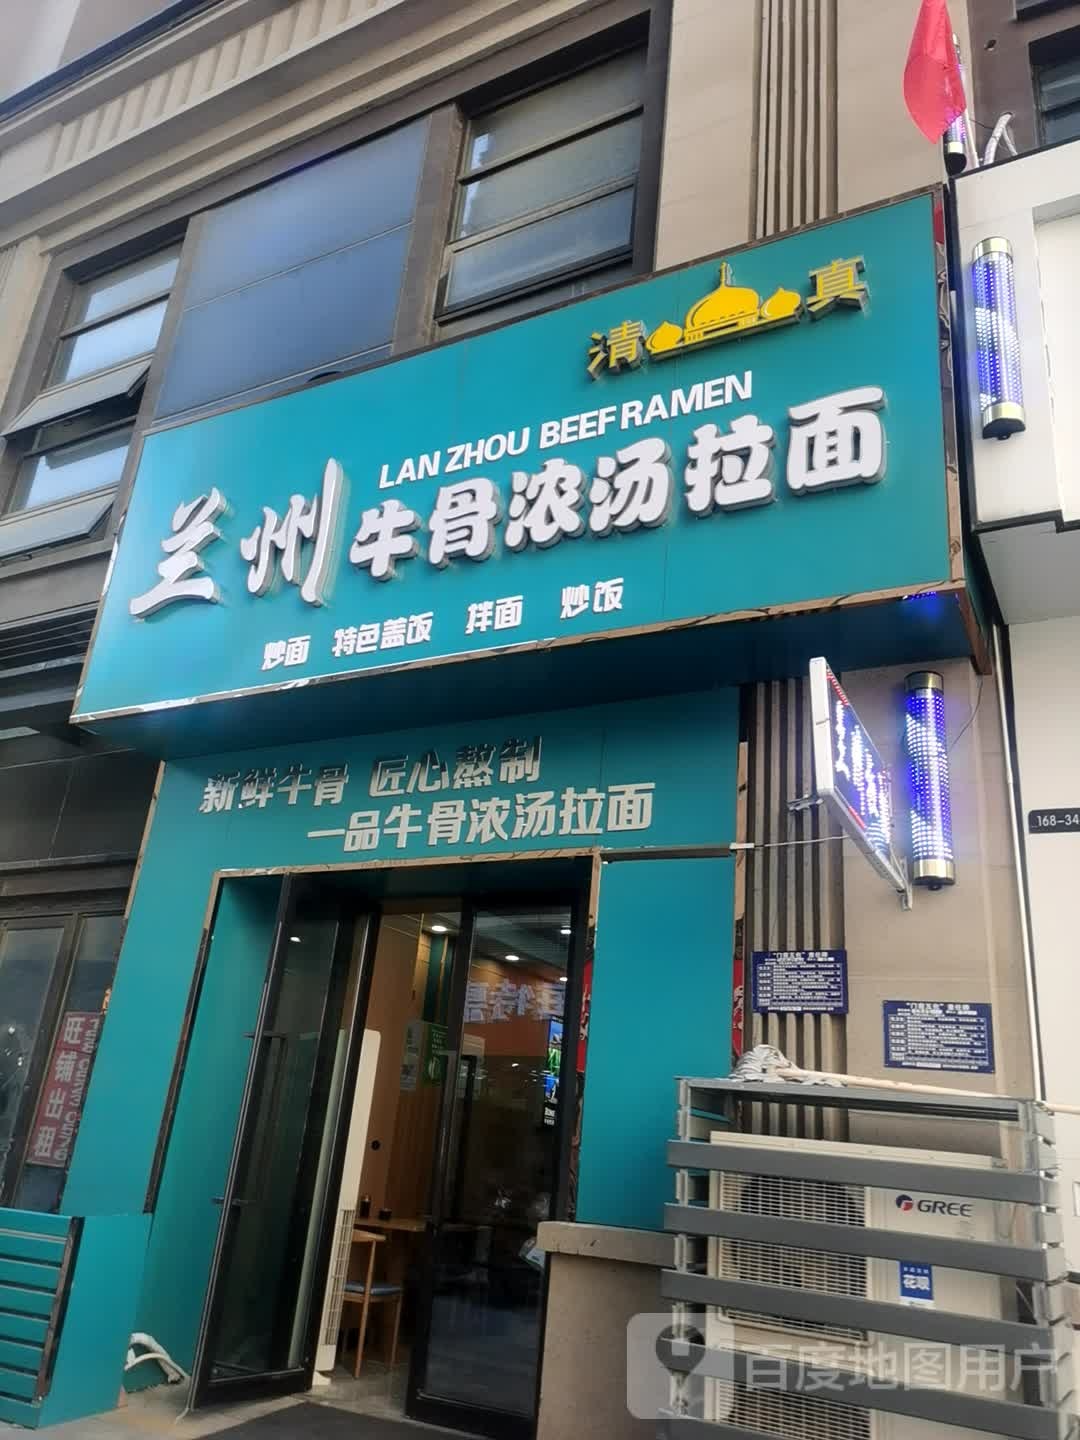 清真
LAN ZHOU BEEF RAMEN
兰州牛骨浓汤拉面
炒面 特色盖饭 拌面 炒饭
新鲜牛骨 匠心熬制
一品牛骨浓汤拉面
168-34
旺铺出租
GREE
百度地图用户